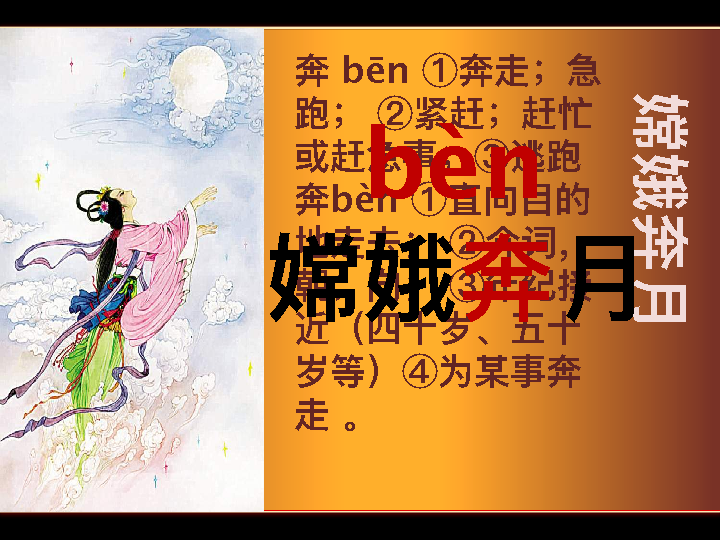 奔 bēn ①奔走；急
跑； ②紧赶；赶忙
或赶急事；③逃跑
奔bèn ①直向目的
地走去； ②介词，
③年纪接
近（四十岁、五十
岁等）④为某事奔
走 。
bèn
嫦娥奔月
嫦娥奔月